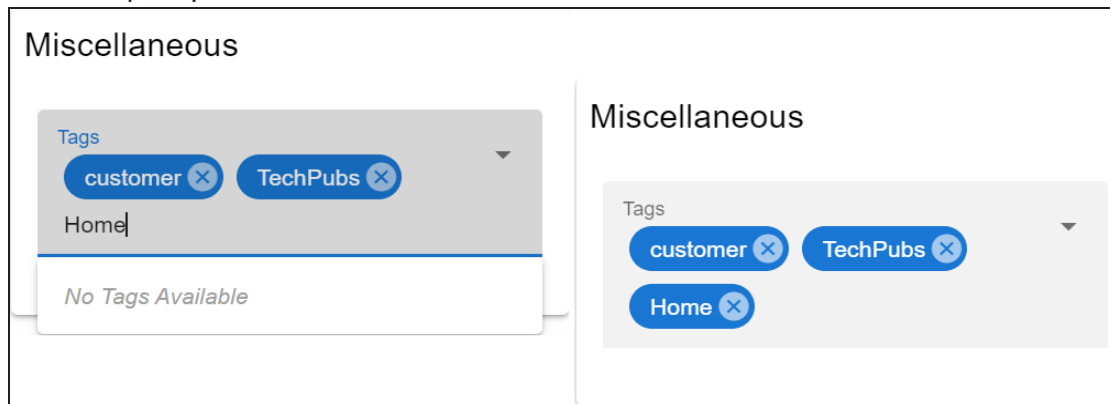 Miscellaneous
Tags
customer TechPubs
Home
No Tags Available
Miscellaneous
Tags
customer TechPubs
Home